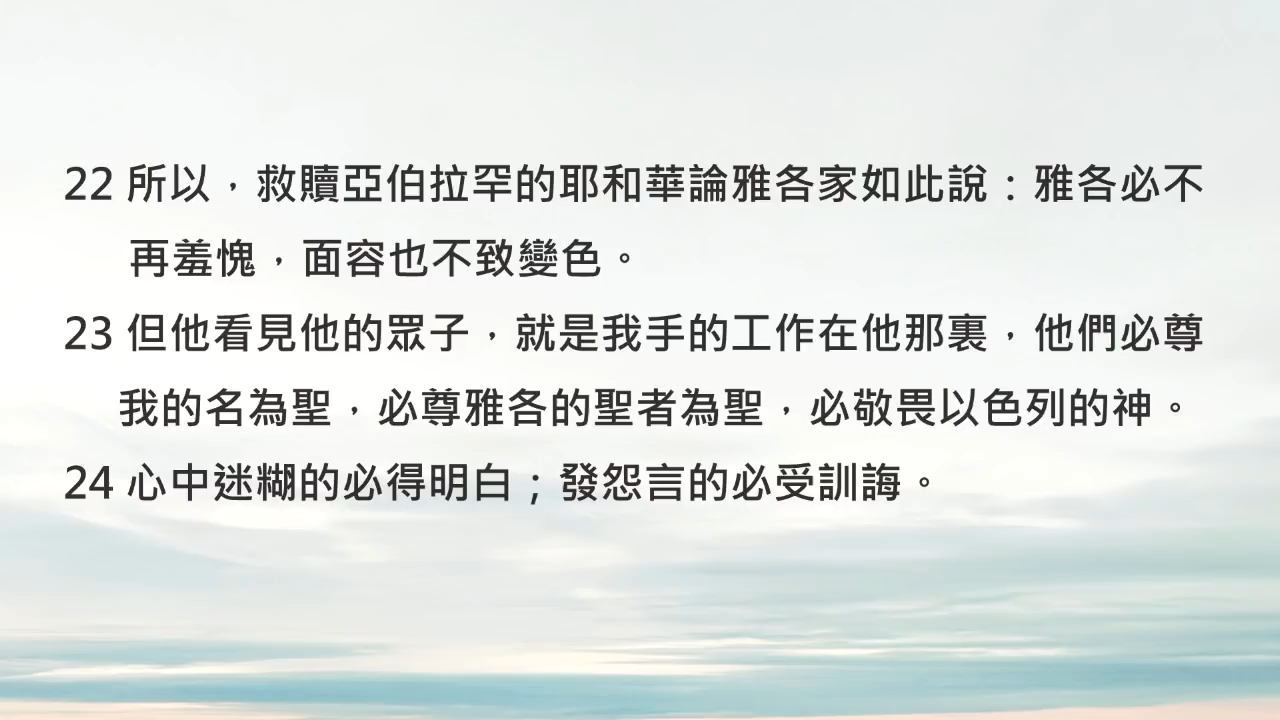 22 所以，救贖亞伯拉罕的耶和華論雅各家如此說：雅各必不
再羞愧，面容也不致變色。
23 但他看見他的眾子，就是我手的工作在他那裏，他們必尊
我的名為聖，必尊雅各的聖者為聖，必敬畏以色列的神。
24 心中迷糊的必得明白；發怨言的必受訓誨。